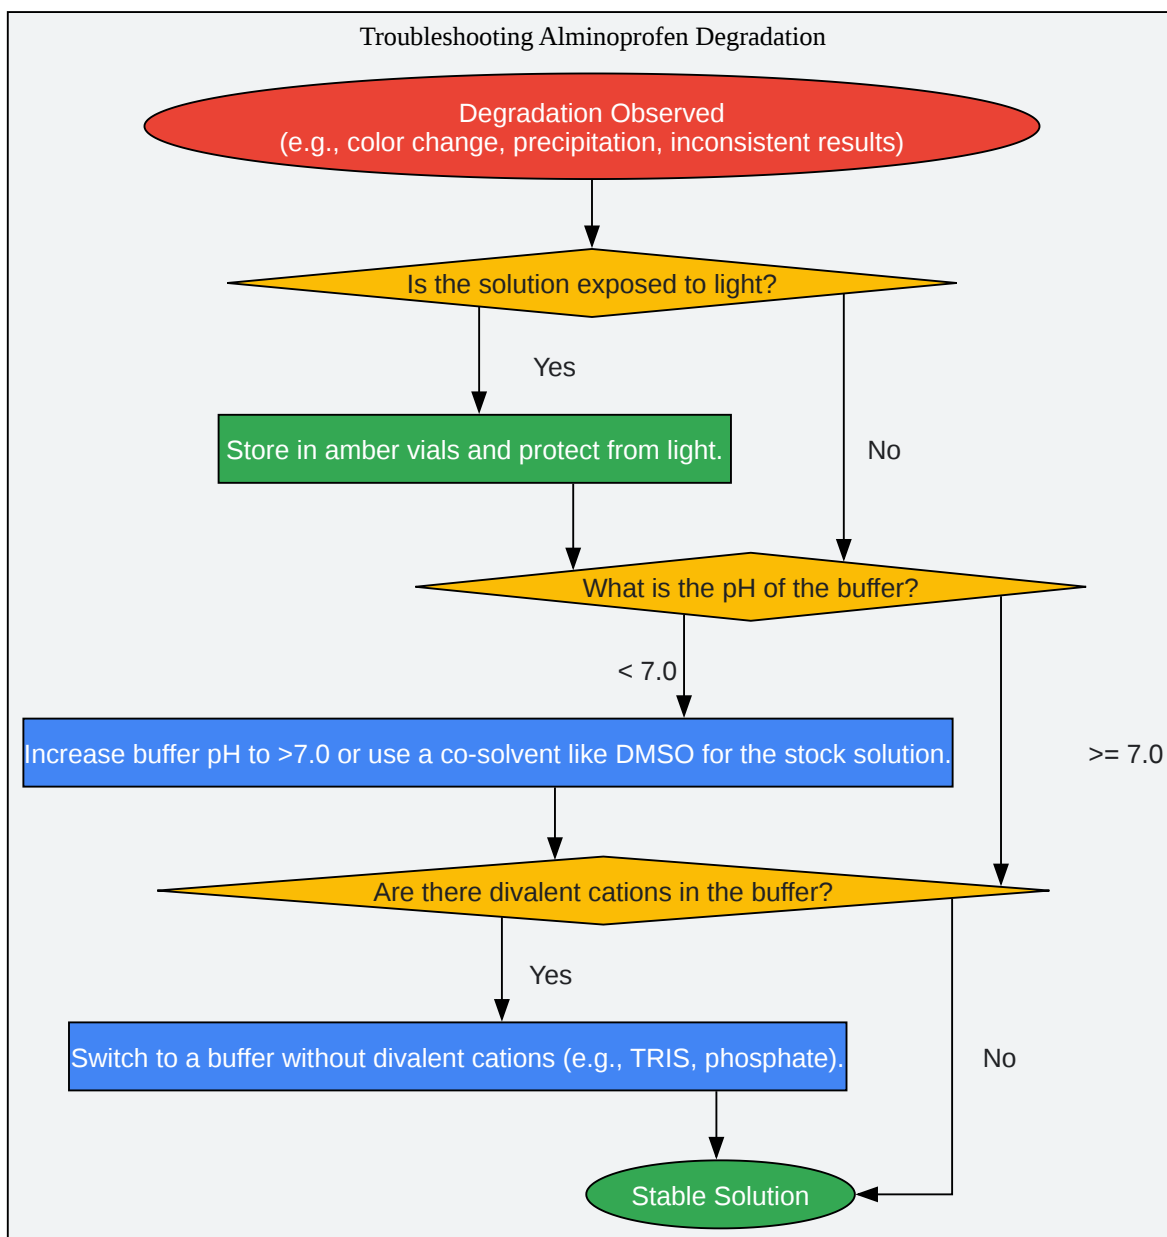 Troubleshooting Alminoprofen Degradation
Degradation Observed
(e.g., color change, precipitation, inconsistent results)
Is the solution exposed to light?
Yes
Store in amber vials and protect from light.
No
What is the pH of the buffer?
< 7.0
Increase buffer pH to >7.0 or use a co-solvent like DMSO for the stock solution.
>= 7.0
Are there divalent cations in the buffer?
Yes
Switch to a buffer without divalent cations (e.g., TRIS, phosphate).
No
Stable Solution